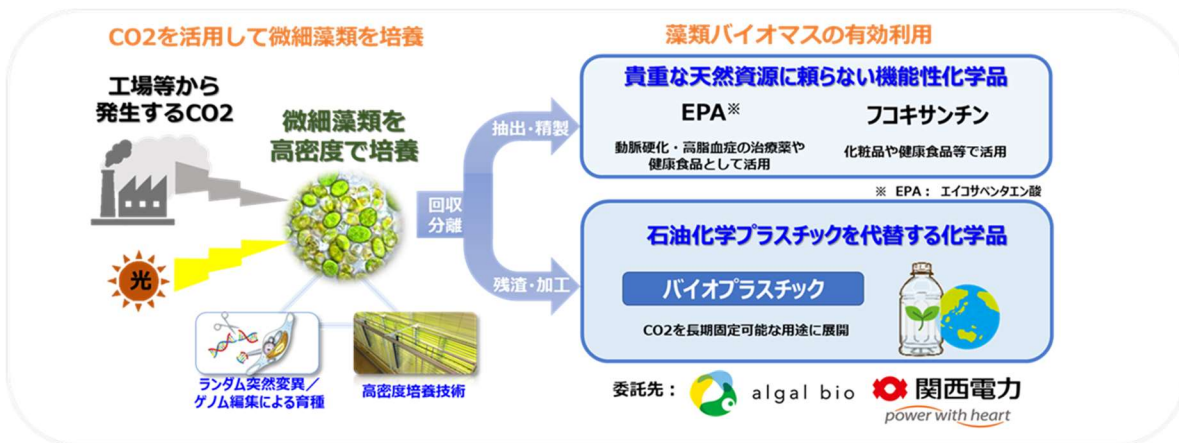 CO2を活用して微細藻類を培養
工場等から
発生するCO2
微細藻類を
高密度で培養
光
ランダム突然変異／
ゲノム編集による育種
高密度培養技術
回収
分離
抽出・精製
残渣・加工
藻類バイオマスの有効利用
貴重な天然資源に頼らない機能性化学品
EPA※
動脈硬化・高脂血症の治療薬や
健康食品として活用
フコキサンチン
化粧品や健康食品等で活用
※ EPA： エイコサペンタエン酸
石油化学プラスチックを代替する化学品
バイオプラスチック
CO2を長期固定可能な用途に展開
委託先：
algal bio
関西電力
power with heart